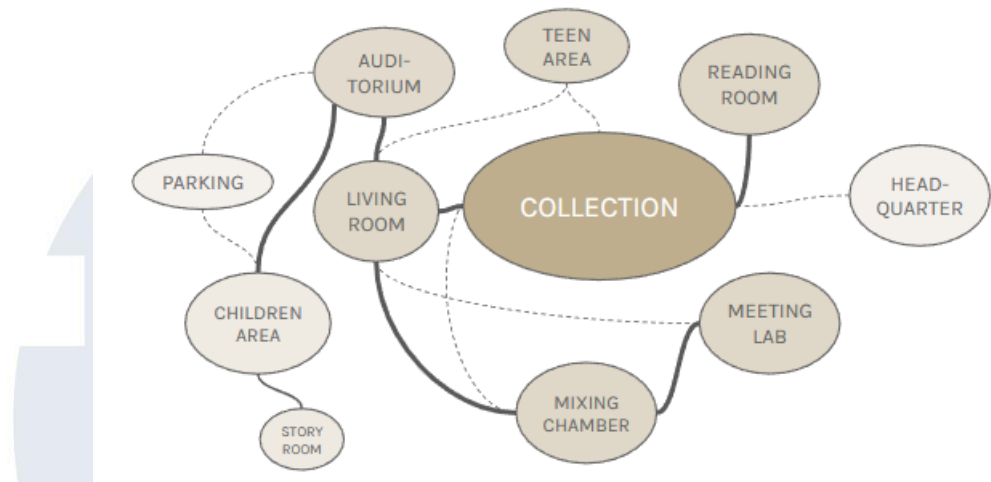 AUDI-
TORIUM
TEEN
AREA
READING
ROOM
PARKING
LIVING
ROOM
COLLECTION
HEAD-
QUARTER
CHILDREN
AREA
MEETING
LAB
MIXING
CHAMBER
STORY
ROOM